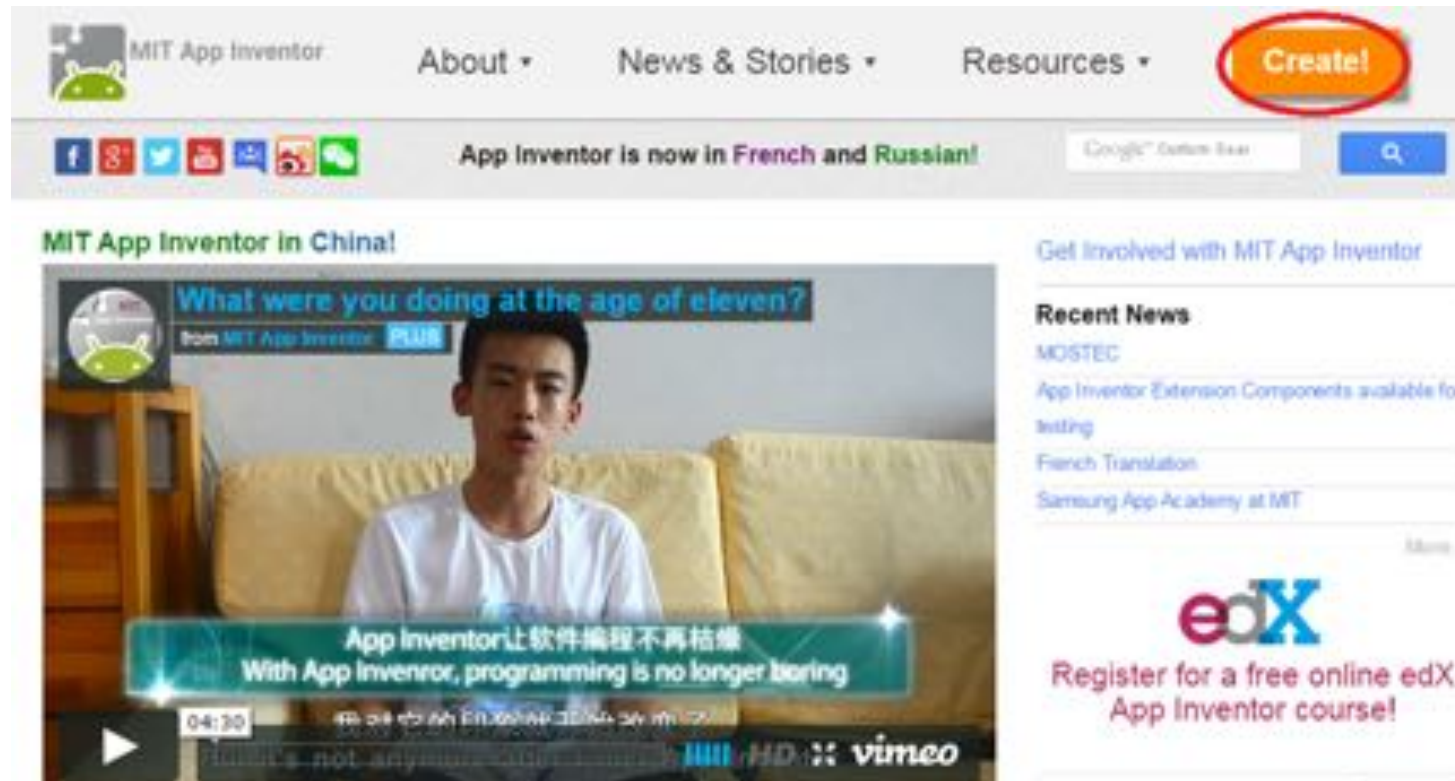 MIT App Inventor
About
News & Stories
Resources
Create!
App Inventor is now in French and Russian!
Google™ Custom Sear
MIT App Inventor in China!
What were you doing at the age of eleven?
from MIT App Inventor PLUS
App Inventor让软件编程不再枯燥
With App Invenror, programming is no longer boring
04:30
HD vimeo
Get Involved with MIT App Inventor
Recent News
MOSTEC
App Inventor Extension Components available fo
testing
French Translation
Samsung App Academy at MIT
More
edX
Register for a free online edX
App Inventor course!